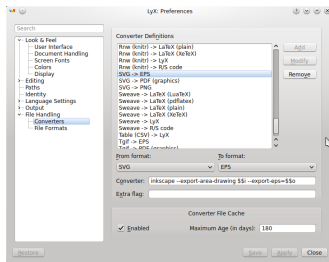 LyX: Preferences
Search
Look & Feel
User Interface
Document Handling
Screen Fonts
Colors
Display
Editing
Paths
Identity
Language Settings
Output
File Handling
Converters
File Formats
Converter Definitions
Rnw (knitr) -> LaTeX (plain)
Rnw (knitr) -> LaTeX (XeTeX)
Rnw (knitr) -> LyX
Rnw (knitr) -> R/S code
SVG -> EPS
SVG -> PDF (graphics)
SVG -> PNG
Sweave -> LaTeX (LuaTeX)
Sweave -> LaTeX (pdflatex)
Sweave -> LaTeX (plain)
Sweave -> LaTeX (XeTeX)
Sweave -> LyX
Sweave -> R/S code
Table (CSV) -> LyX
Tgif -> EPS
Tgif -> PDF (graphics)
Add
Modify
Remove
From format:
To format:
SVG
EPS
Converter:
inkscape --export-area-drawing $$i --export-eps=$$o
Extra flag:
Converter File Cache
Enabled
Maximum Age (in days):
180
Restore
Save
Apply
Close